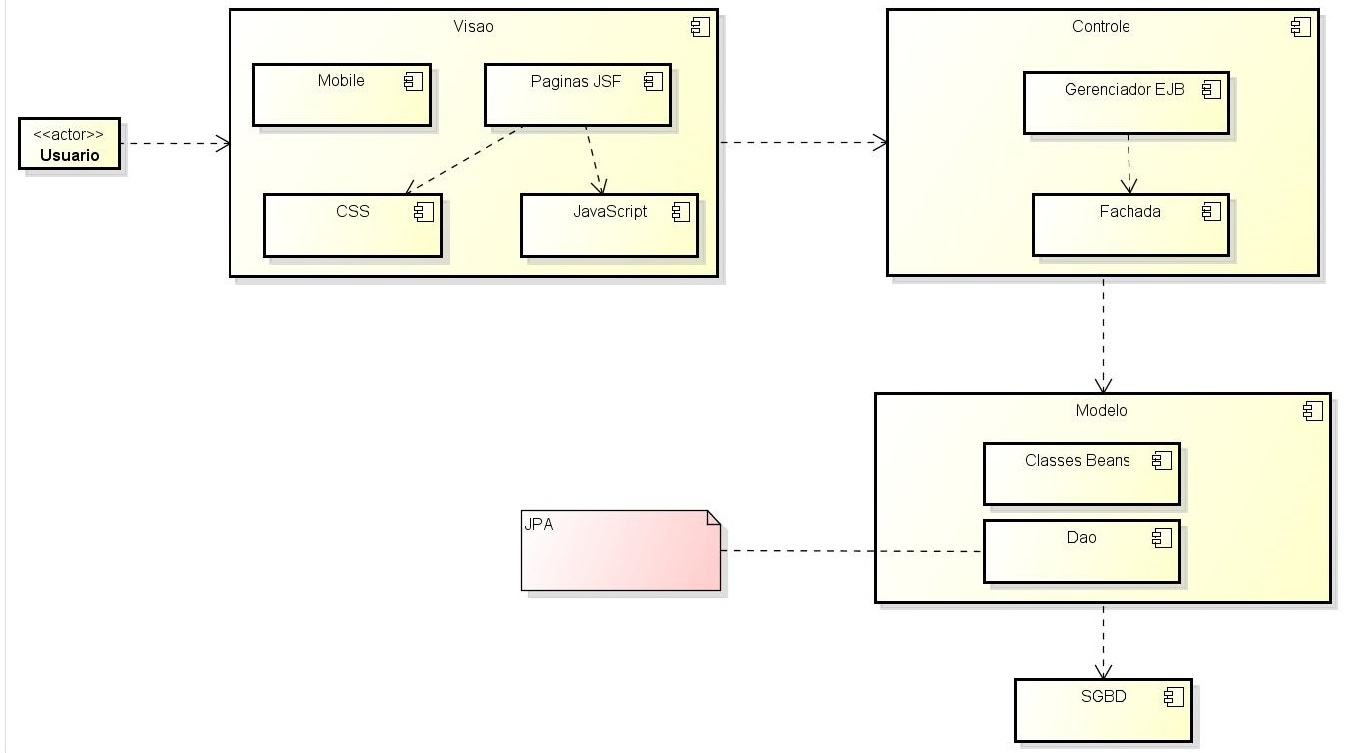 Visao
Mobile
Paginas JSF
<<actor>>
Usuario
CSS
JavaScript
Controle
Gerenciador EJB
Fachada
Modelo
Classes Beans
Dao
JPA
SGBD